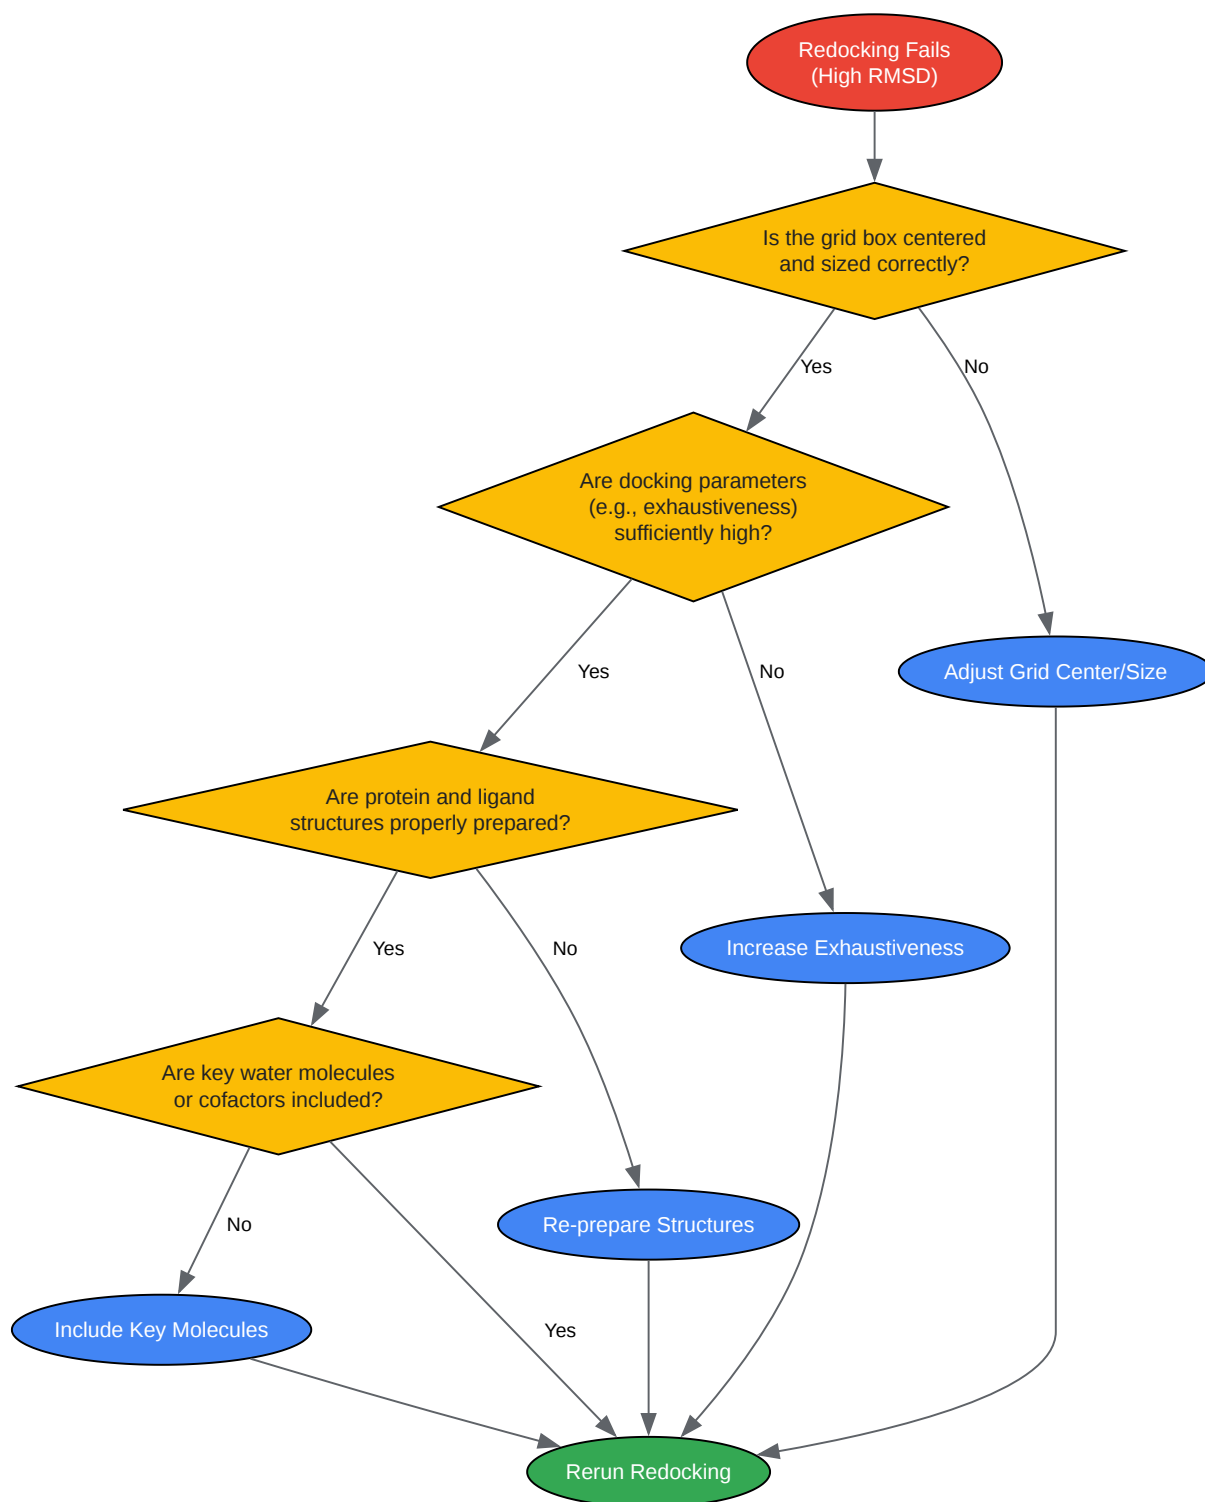 Redocking Fails
(High RMSD)
Is the grid box centered
and sized correctly?
Yes
No
Are docking parameters
(e.g., exhaustiveness)
sufficiently high?
Yes
No
Adjust Grid Center/Size
Are protein and ligand
structures properly prepared?
Yes
No
Increase Exhaustiveness
Are key water molecules
or cofactors included?
No
Yes
Re-prepare Structures
Include Key Molecules
Rerun Redocking